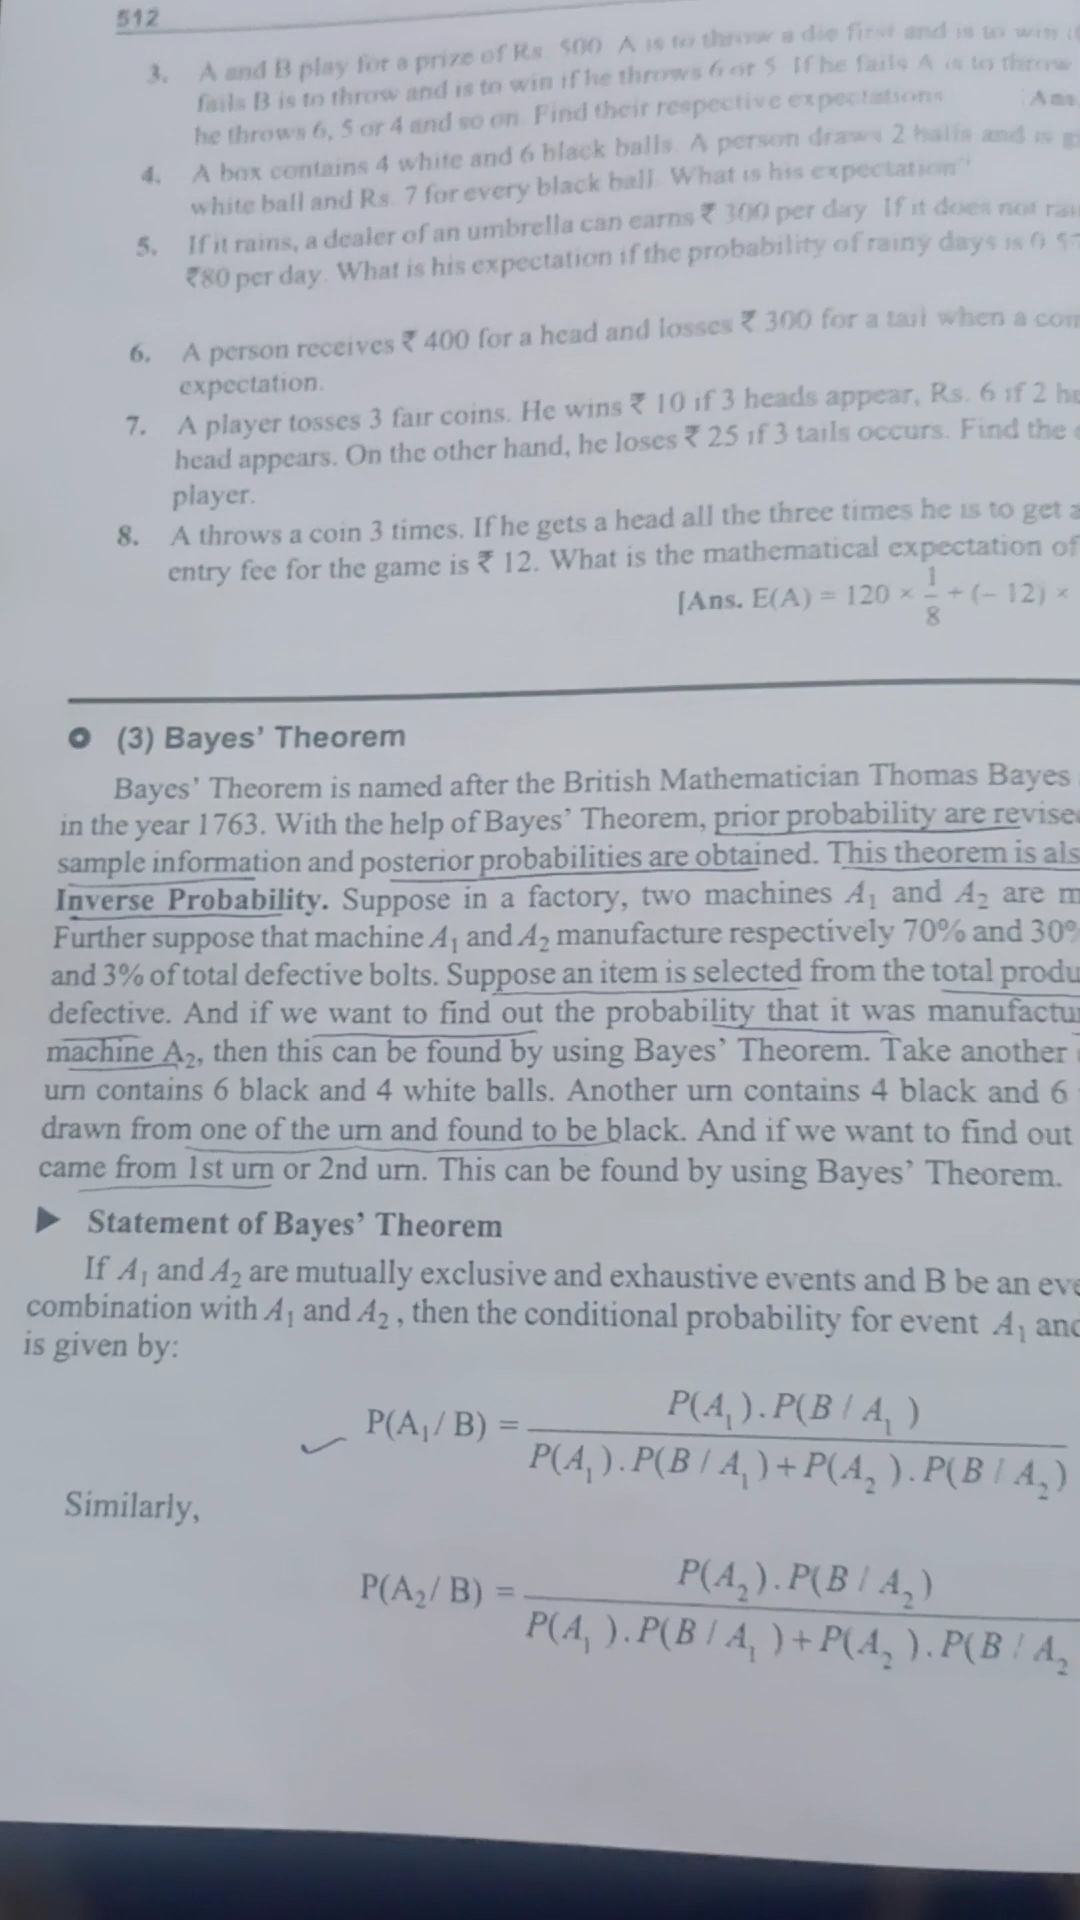 512
3. A and B play for a prize of Rs. 500 A is to throw a die first and is to win
fails B is to throw and is to win if he throws 6 or 5 If he fails A is to throw
he throws 6, 5 or 4 and so on. Find their respective expectations Ans.
4. A box contains 4 white and 6 black balls. A person draws 2 balls and is
white ball and Rs. 7 for every black ball. What is his expectation
5. If it rains, a dealer of an umbrella can earns ₹ 300 per day If it does not
₹80 per day. What is his expectation if the probability of rainy days is
6. A person receives ₹ 400 for a head and losses ₹ 300 for a tail when a
expectation.
7. A player tosses 3 fair coins. He wins ₹ 10 if 3 heads appear, Rs. 6 if 2
head appears. On the other hand, he loses ₹ 25 if 3 tails occurs. Find the
player.
8. A throws a coin 3 times. If he gets a head all the three times he is to get
entry fee for the game is ₹ 12. What is the mathematical expectation of
[Ans. E(A) = 120 × 1/8 + (– 12) ×
(3) Bayes' Theorem
Bayes' Theorem is named after the British Mathematician Thomas Bayes
in the year 1763. With the help of Bayes' Theorem, prior probability are revise
sample information and posterior probabilities are obtained. This theorem is als
Inverse Probability. Suppose in a factory, two machines A₁ and A₂ are m
Further suppose that machine A₁ and A₂ manufacture respectively 70% and 30%
and 3% of total defective bolts. Suppose an item is selected from the total produ
defective. And if we want to find out the probability that it was manufactu
machine A₂, then this can be found by using Bayes' Theorem. Take another
urn contains 6 black and 4 white balls. Another urn contains 4 black and 6
drawn from one of the urn and found to be black. And if we want to find out
came from 1st urn or 2nd urn. This can be found by using Bayes' Theorem.
▶ Statement of Bayes' Theorem
If A₁ and A₂ are mutually exclusive and exhaustive events and B be an eve
combination with A₁ and A₂, then the conditional probability for event A₁ and
is given by:
P(A₁/ B) = P(A₁).P(B / A₁) / P(A₁).P(B / A₁)+P(A₂).P(B / A₂)
Similarly,
P(A₂/ B) = P(A₂).P(B / A₂) / P(A₁).P(B / A₁)+P(A₂).P(B / A₂